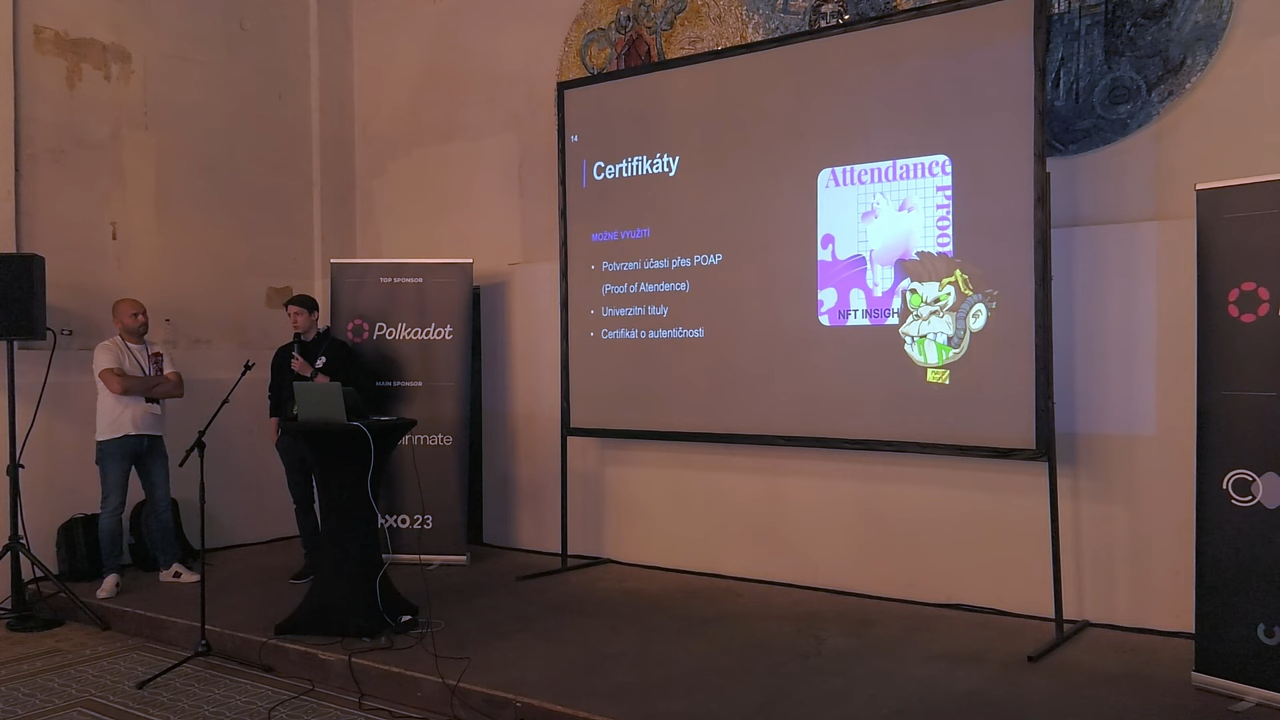 14
Certifikáty
MOŽNÉ VYUŽITÍ
• Potvrzení účasti přes POAP
(Proof of Atendence)
• Univerzitní tituly
• Certifikát o autentičnosti
Attendance
Proof
NFT INSIGH
TOP SPONSOR
Polkadot
MAIN SPONSOR
inmate
XO.23